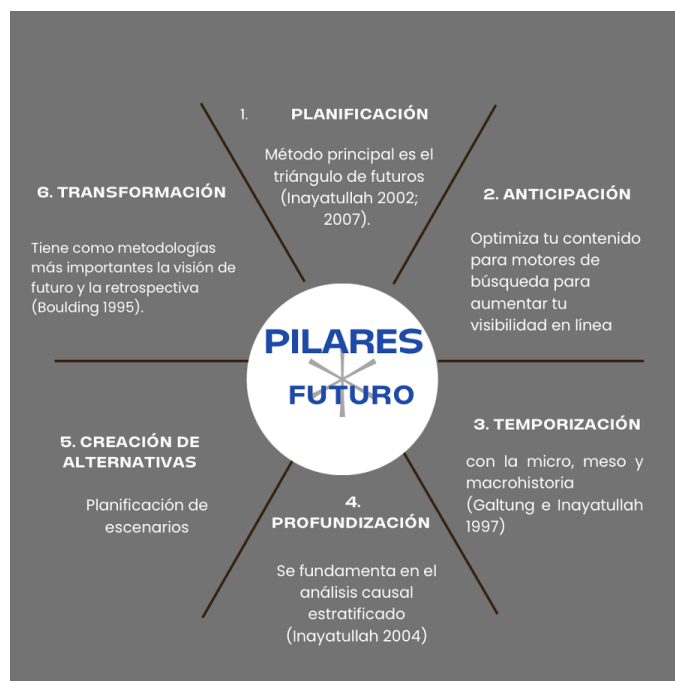 1. PLANIFICACIÓN
Método principal es el
triángulo de futuros
(Inayatullah 2002;
2007).
2. ANTICIPACIÓN
Optimiza tu contenido
para motores de
búsqueda para
aumentar tu
visibilidad en línea
3. TEMPORIZACIÓN
con la micro, meso y
macrohistoria
(Galtung e Inayatullah
1997)
4.
PROFUNDIZACIÓN
Se fundamenta en el
análisis causal
estratificado
(Inayatullah 2004)
5. CREACIÓN DE
ALTERNATIVAS
Planificación de
escenarios
6. TRANSFORMACIÓN
Tiene como metodologías
más importantes la visión de
futuro y la retrospectiva
(Boulding 1995).
PILARES
FUTURO